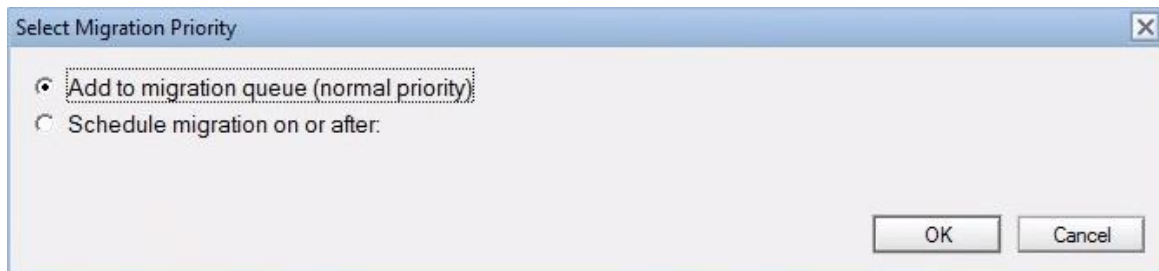 Select Migration Priority
Add to migration queue (normal priority)
Schedule migration on or after:
OK Cancel